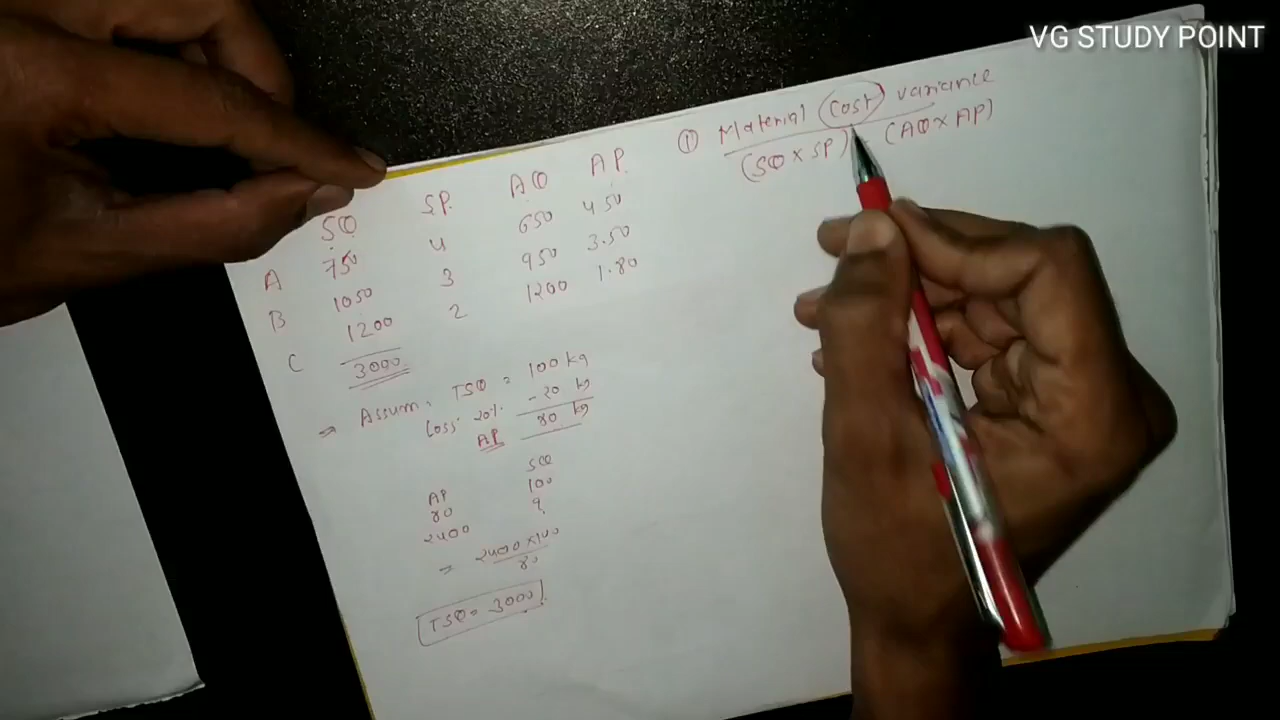 VG STUDY POINT
① Material Cost variance
(SQ × SP) (AQ × AP)
SQ SP. AQ AP.
A 750 4 650 450
B 1050 3 950 3.50
C 1200 2 1200 1.80
3000
⇒ Assum. TSQ = 100 kg
Loss. 20% - 20 kg
AP 80 kg
AP SQ
80 100
2400 ?
= 2400 × 100
80
TSQ = 3000